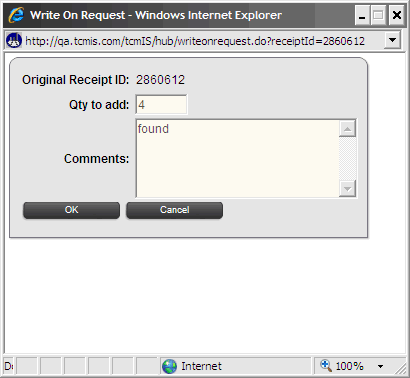 Write On Request - Windows Internet Explorer
http://qa.tcmis.com/tcmIS/hub/writeonrequest.do?receiptId=2860612
Original Receipt ID: 2860612
Qty to add: 4
found
Comments:
OK Cancel
Internet 100%